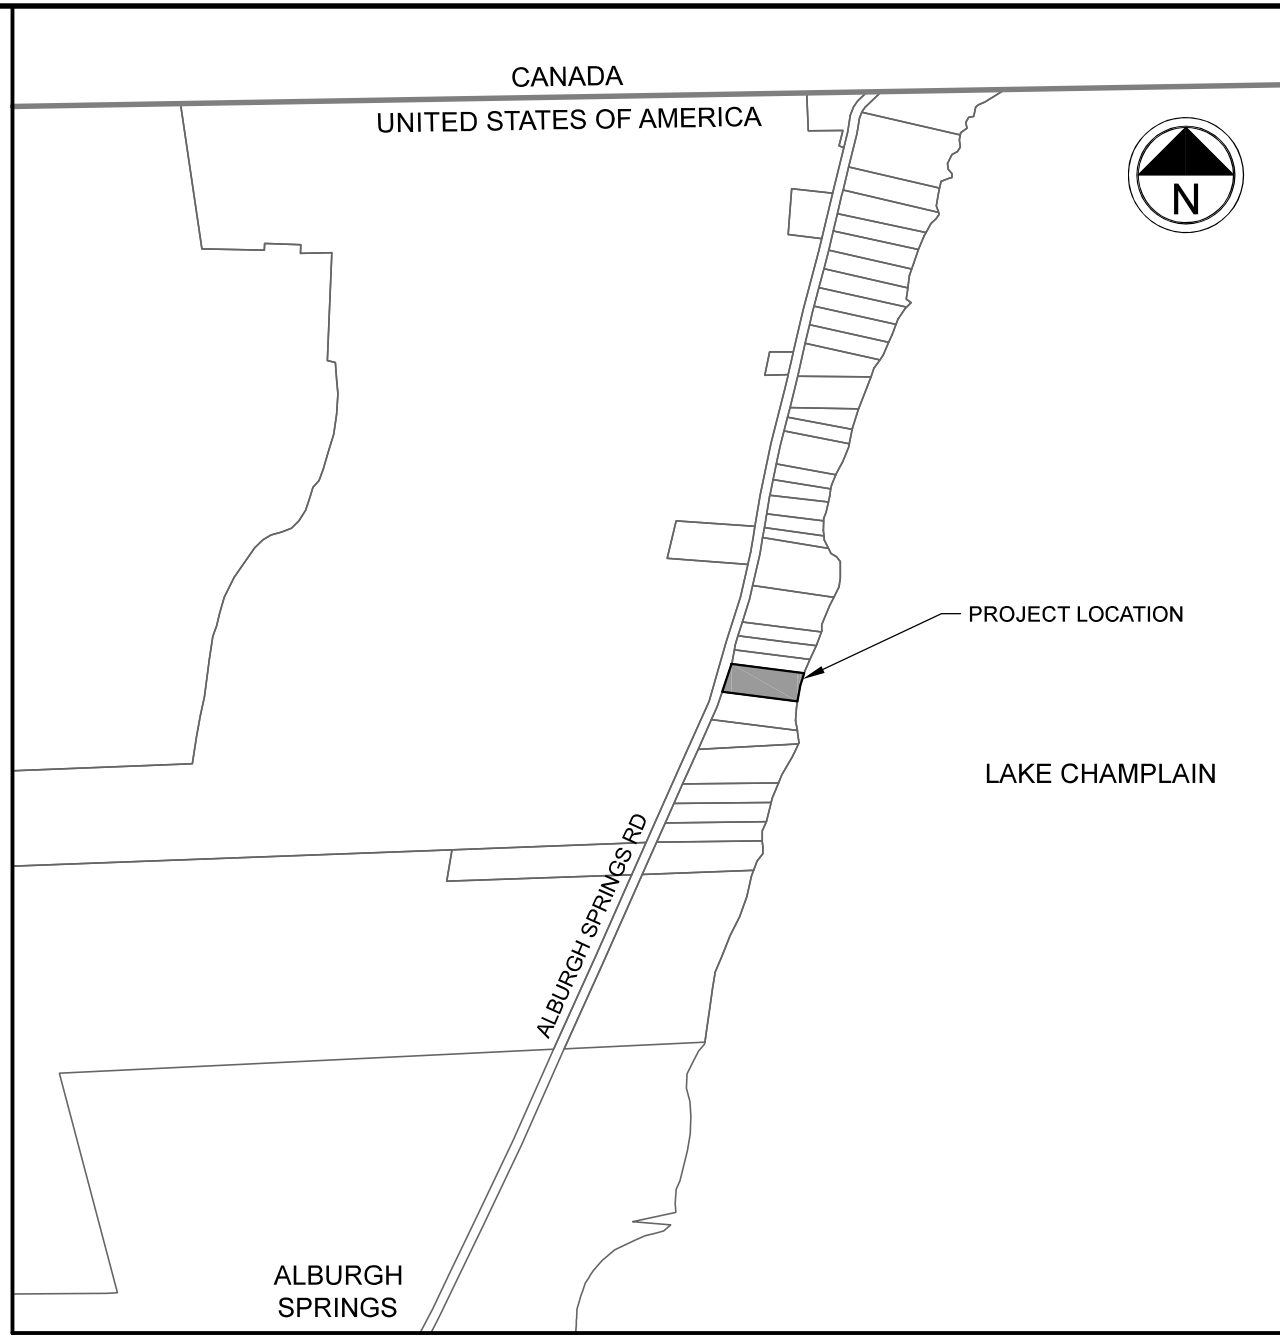 CANADA
UNITED STATES OF AMERICA
N
PROJECT LOCATION
LAKE CHAMPLAIN
ALBURGH SPRINGS RD
ALBURGH
SPRINGS